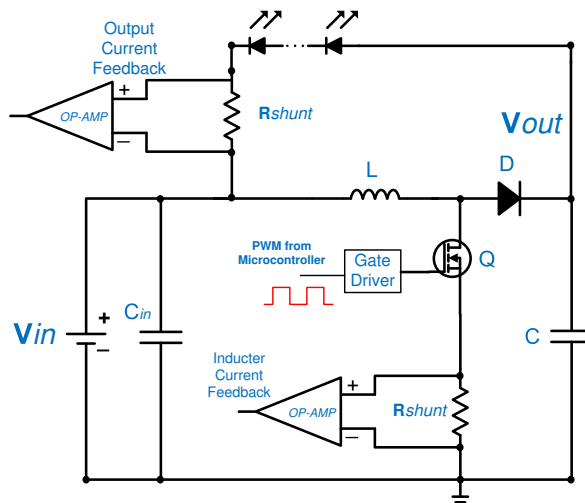 Output
Current
Feedback
+
OP-AMP
−
Rshunt
Vout
L
D
PWM from
Microcontroller
Gate
Driver
Q
Vin
+
−
Cin
C
Inducter
Current
Feedback
+
OP-AMP
−
Rshunt